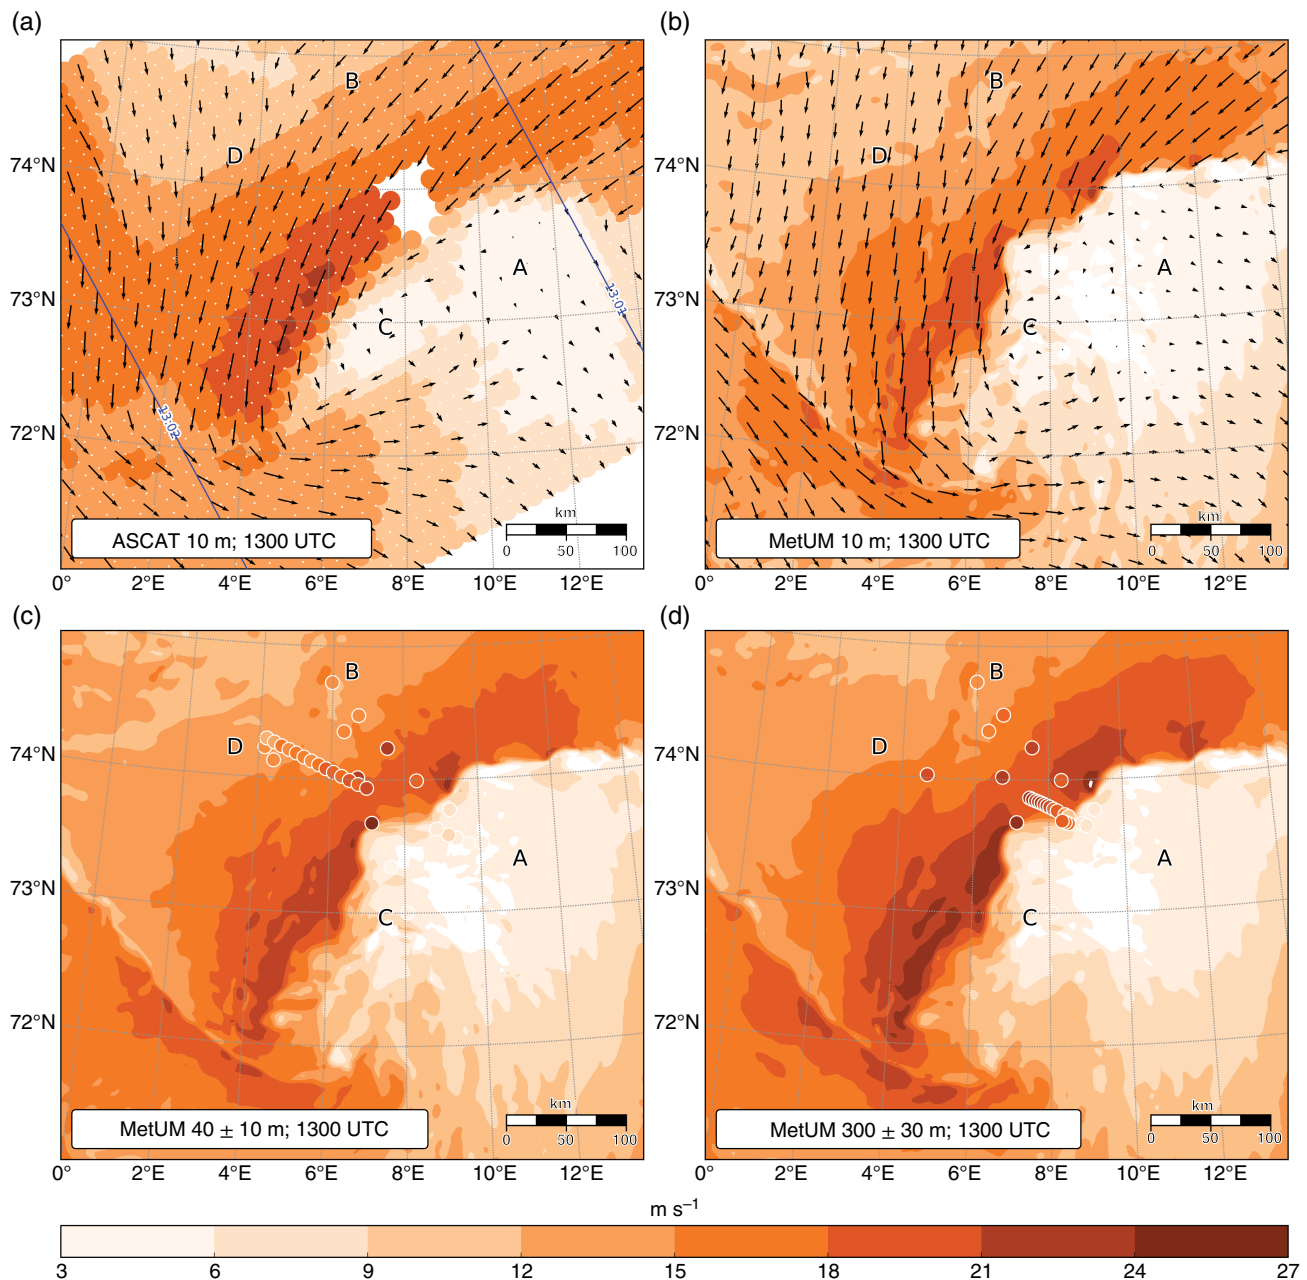 (a)
(b)
B
D
A
C
13:01
13:02
74°N
73°N
72°N
ASCAT 10 m; 1300 UTC
km
0 50 100
0° 2°E 4°E 6°E 8°E 10°E 12°E
B
D
A
C
74°N
73°N
72°N
MetUM 10 m; 1300 UTC
km
0 50 100
0° 2°E 4°E 6°E 8°E 10°E 12°E
(c)
(d)
B
D
A
C
74°N
73°N
72°N
MetUM 40 ± 10 m; 1300 UTC
km
0 50 100
0° 2°E 4°E 6°E 8°E 10°E 12°E
B
D
A
C
74°N
73°N
72°N
MetUM 300 ± 30 m; 1300 UTC
km
0 50 100
0° 2°E 4°E 6°E 8°E 10°E 12°E
m s⁻¹
3 6 9 12 15 18 21 24 27